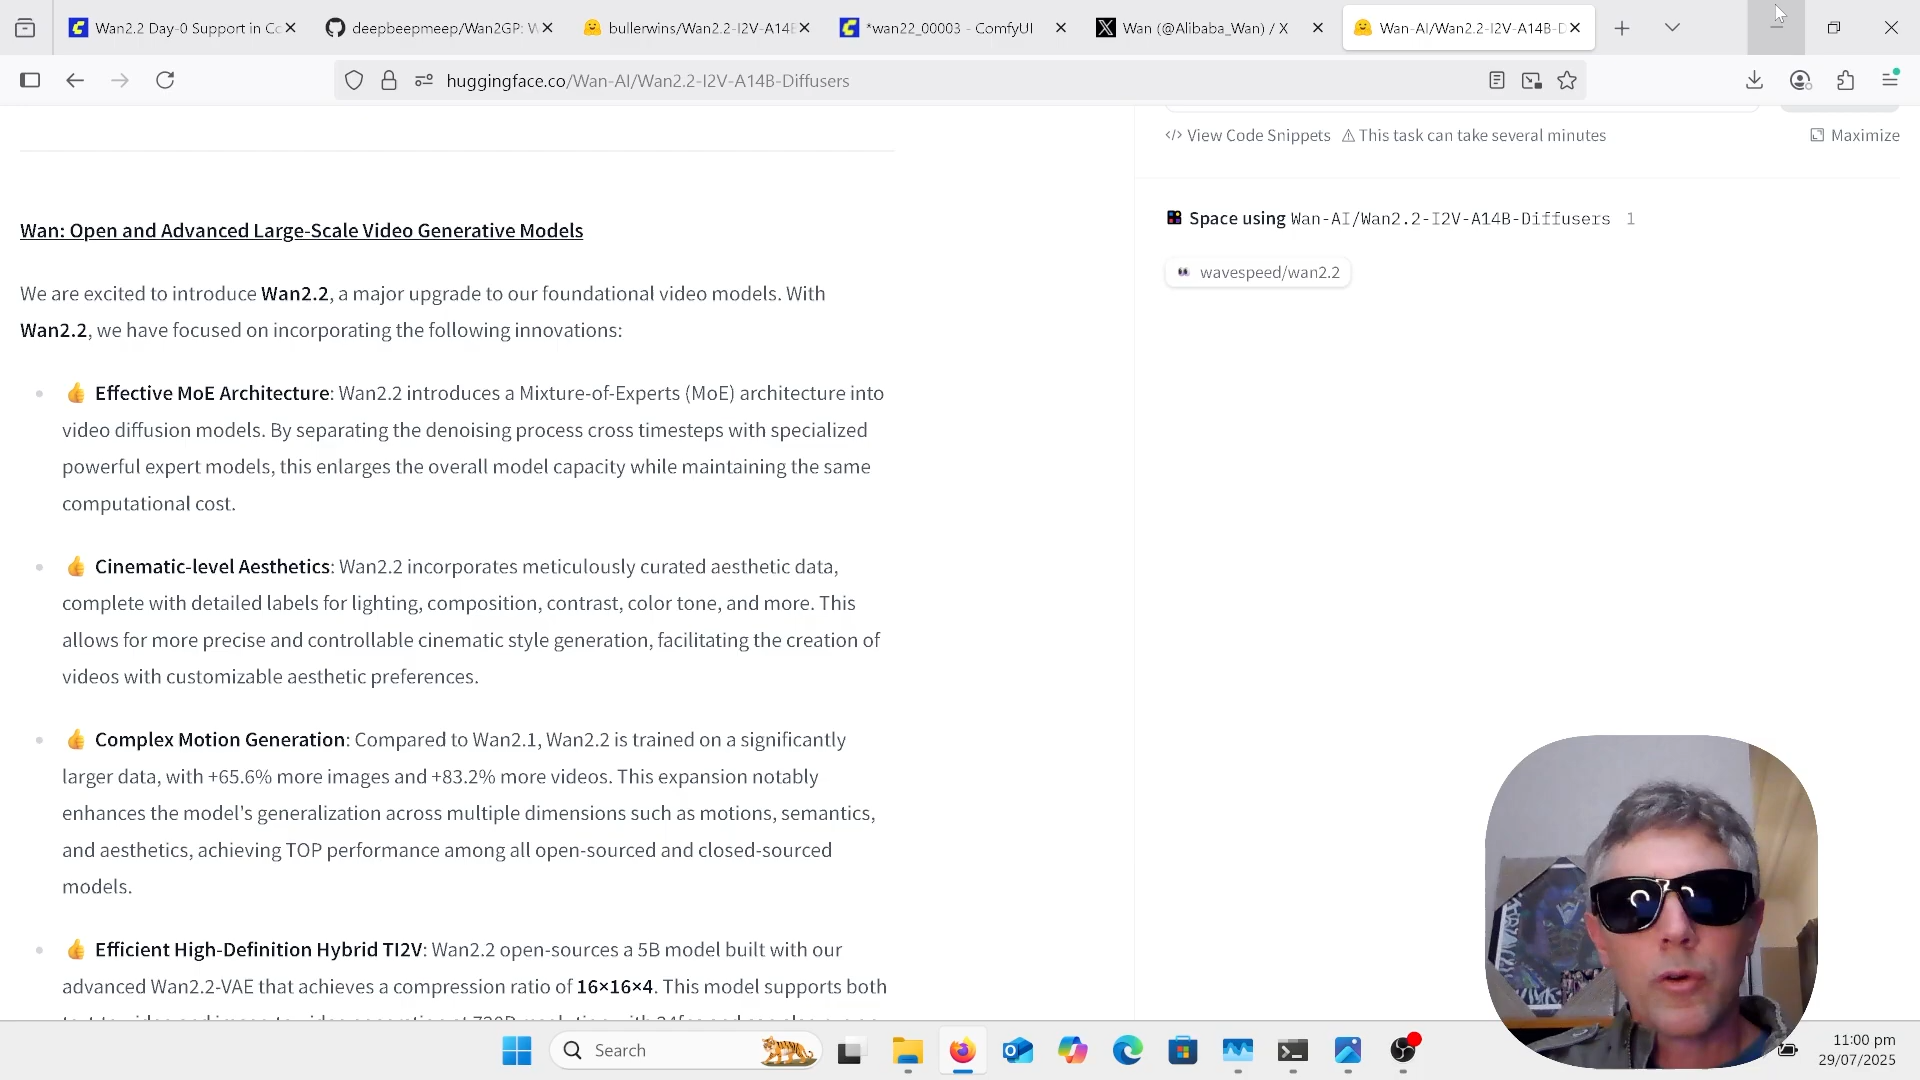 Wan2.2 Day-0 Support in Co
deepbeepmeep/Wan2GP: W
bullerwins/Wan2.2-I2V-A14B
*wan22_00003 - ComfyUI
Wan (@Alibaba_Wan) / X
Wan-AI/Wan2.2-I2V-A14B-D
huggingface.co/Wan-AI/Wan2.2-I2V-A14B-Diffusers
</> View Code Snippets ⚠ This task can take several minutes
Maximize
Space using Wan-AI/Wan2.2-I2V-A14B-Diffusers 1
wavespeed/wan2.2
Wan: Open and Advanced Large-Scale Video Generative Models
We are excited to introduce Wan2.2, a major upgrade to our foundational video models. With
Wan2.2, we have focused on incorporating the following innovations:
👍 Effective MoE Architecture: Wan2.2 introduces a Mixture-of-Experts (MoE) architecture into
video diffusion models. By separating the denoising process cross timesteps with specialized
powerful expert models, this enlarges the overall model capacity while maintaining the same
computational cost.
👍 Cinematic-level Aesthetics: Wan2.2 incorporates meticulously curated aesthetic data,
complete with detailed labels for lighting, composition, contrast, color tone, and more. This
allows for more precise and controllable cinematic style generation, facilitating the creation of
videos with customizable aesthetic preferences.
👍 Complex Motion Generation: Compared to Wan2.1, Wan2.2 is trained on a significantly
larger data, with +65.6% more images and +83.2% more videos. This expansion notably
enhances the model's generalization across multiple dimensions such as motions, semantics,
and aesthetics, achieving TOP performance among all open-sourced and closed-sourced
models.
👍 Efficient High-Definition Hybrid TI2V: Wan2.2 open-sources a 5B model built with our
advanced Wan2.2-VAE that achieves a compression ratio of 16×16×4. This model supports both
Search
11:00 pm
29/07/2025